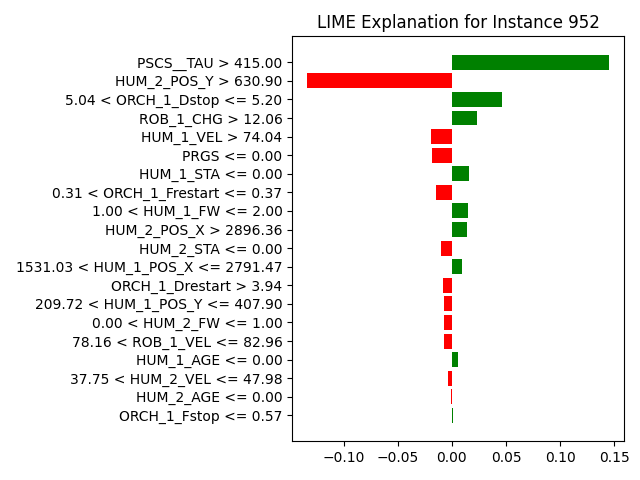 LIME Explanation for Instance 952
PSCS__TAU > 415.00
HUM_2_POS_Y > 630.90
5.04 < ORCH_1_Dstop <= 5.20
ROB_1_CHG > 12.06
HUM_1_VEL > 74.04
PRGS <= 0.00
HUM_1_STA <= 0.00
0.31 < ORCH_1_Frestart <= 0.37
1.00 < HUM_1_FW <= 2.00
HUM_2_POS_X > 2896.36
HUM_2_STA <= 0.00
1531.03 < HUM_1_POS_X <= 2791.47
ORCH_1_Drestart > 3.94
209.72 < HUM_1_POS_Y <= 407.90
0.00 < HUM_2_FW <= 1.00
78.16 < ROB_1_VEL <= 82.96
HUM_1_AGE <= 0.00
37.75 < HUM_2_VEL <= 47.98
HUM_2_AGE <= 0.00
ORCH_1_Fstop <= 0.57
−0.10 −0.05 0.00 0.05 0.10 0.15